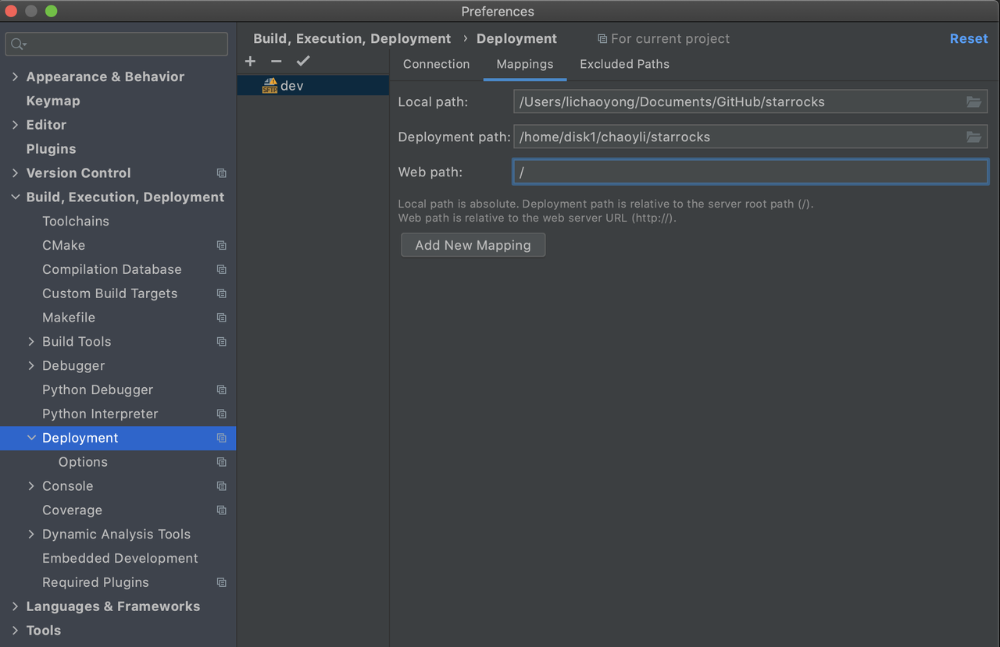 Preferences
Build, Execution, Deployment › Deployment For current project Reset
Appearance & Behavior
Keymap
Editor
Plugins
Version Control
Build, Execution, Deployment
Toolchains
CMake
Compilation Database
Custom Build Targets
Makefile
Build Tools
Debugger
Python Debugger
Python Interpreter
Deployment
Options
Console
Coverage
Dynamic Analysis Tools
Embedded Development
Required Plugins
Languages & Frameworks
Tools
SFTP dev
Connection Mappings Excluded Paths
Local path: /Users/lichaoyong/Documents/GitHub/starrocks
Deployment path: /home/disk1/chaoyli/starrocks
Web path: /
Local path is absolute. Deployment path is relative to the server root path (/).
Web path is relative to the web server URL (http://).
Add New Mapping